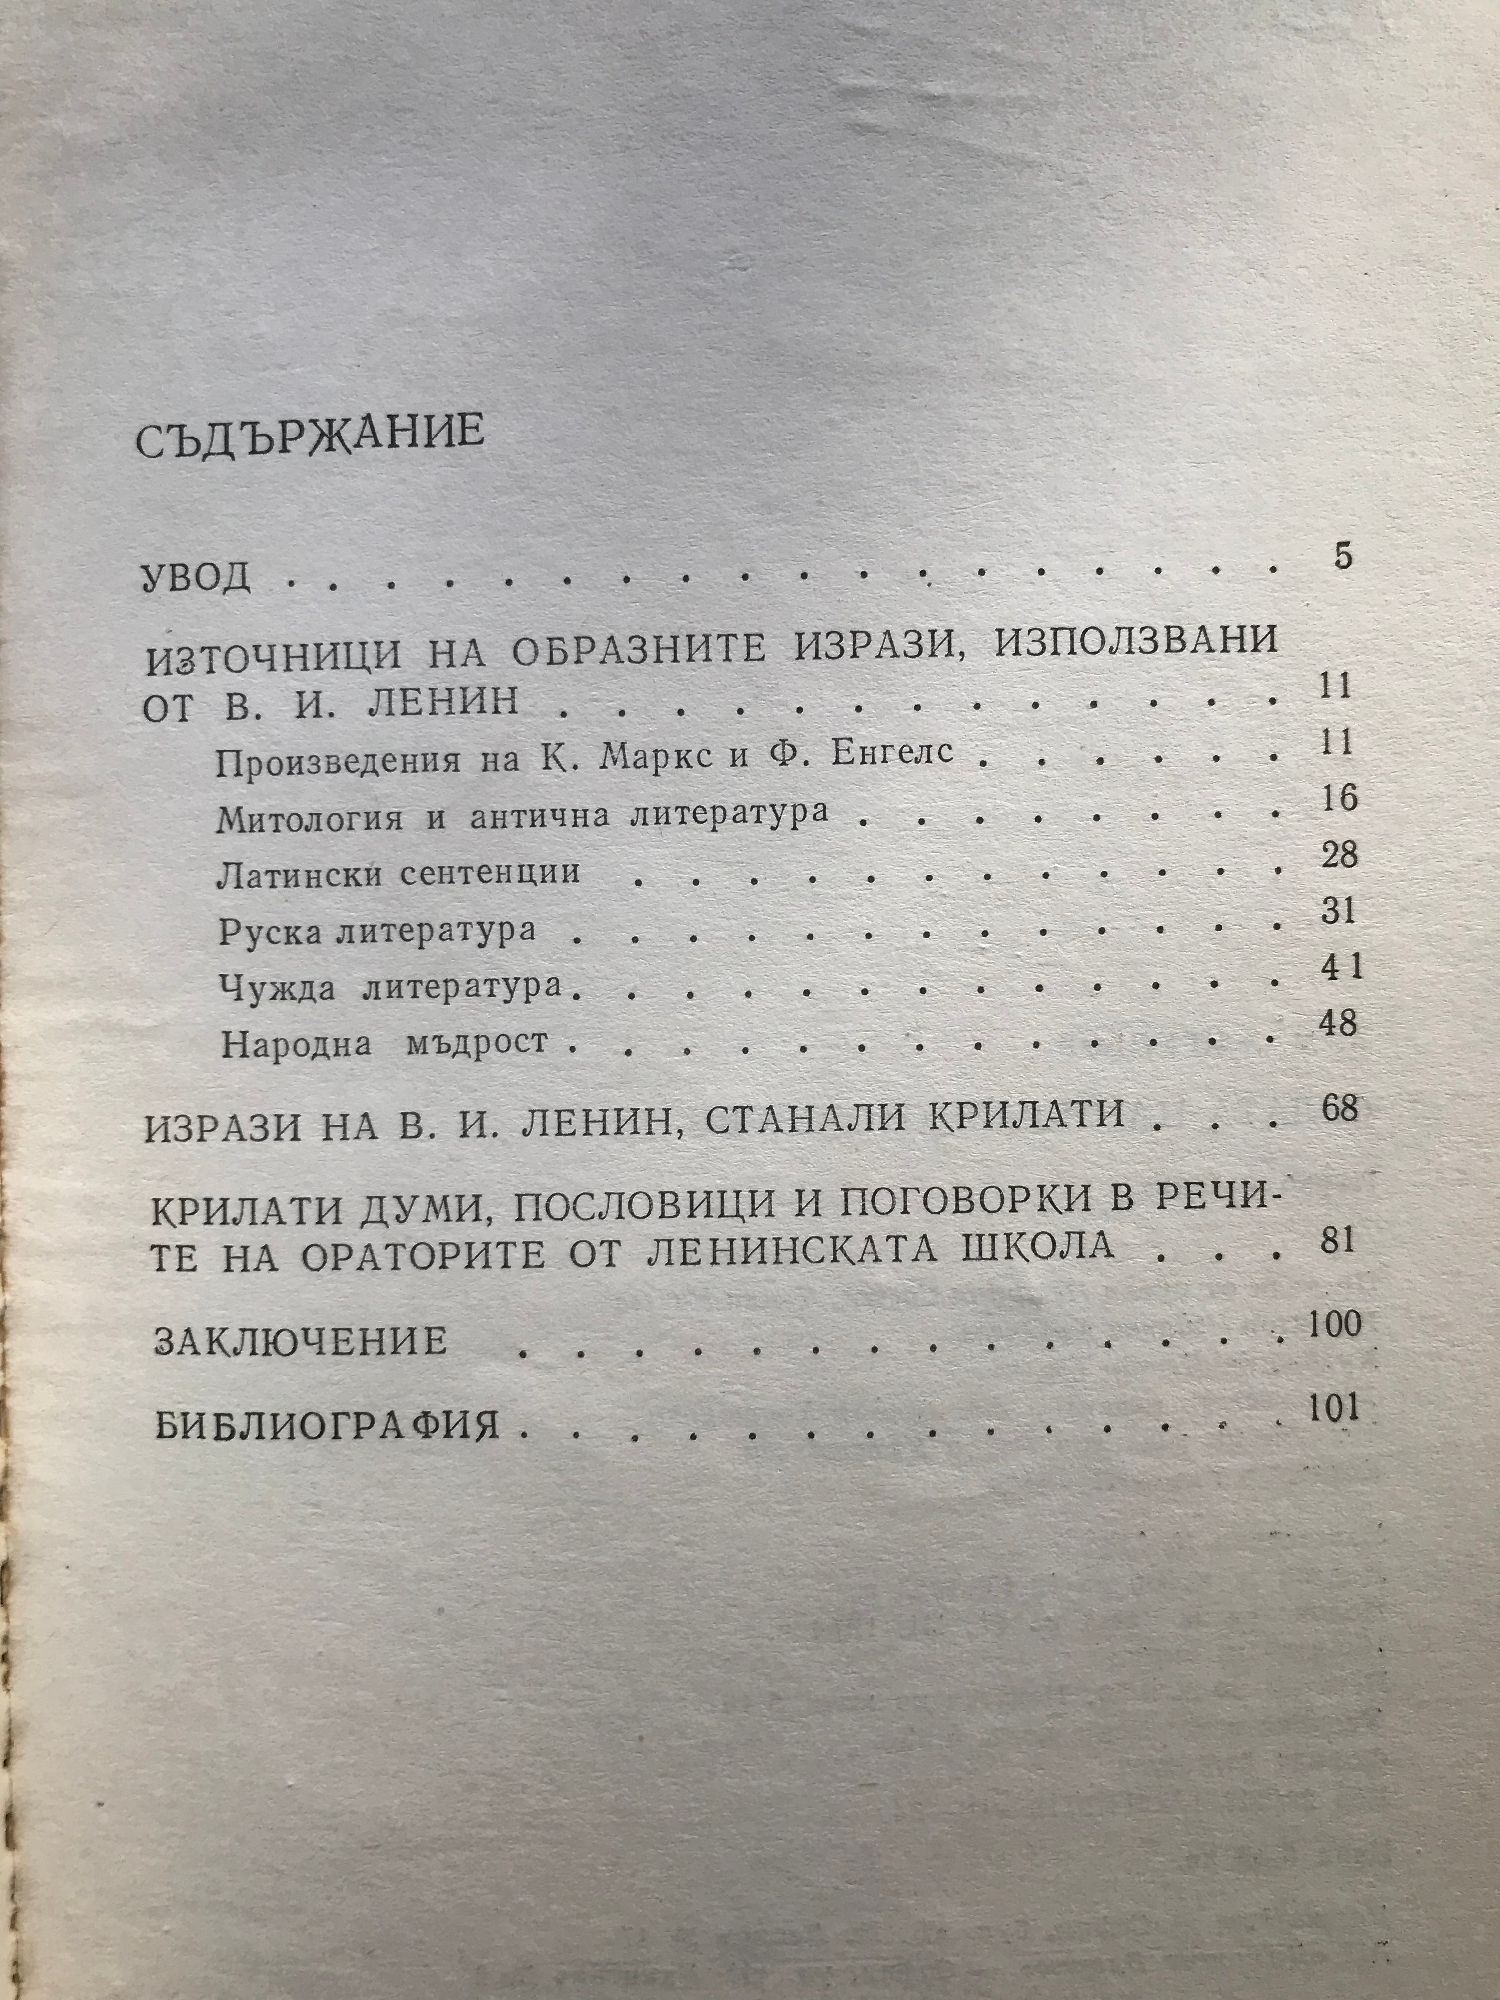 СЪДЪРЖАНИЕ
УВОД . . . . . . . . . . . . . . . . . . 5
ИЗТОЧНИЦИ НА ОБРАЗНИТЕ ИЗРАЗИ, ИЗПОЛЗВАНИ
ОТ В. И. ЛЕНИН . . . . . . . . . . . . . 11
Произведения на К. Маркс и Ф. Енгелс . . . . . . 11
Митология и антична литература . . . . . . . . 16
Латински сентенции . . . . . . . . . . . . 28
Руска литература . . . . . . . . . . . . . 31
Чужда литература . . . . . . . . . . . . . 41
Народна мъдрост . . . . . . . . . . . . . 48
ИЗРАЗИ НА В. И. ЛЕНИН, СТАНАЛИ КРИЛАТИ . . . 68
КРИЛАТИ ДУМИ, ПОСЛОВИЦИ И ПОГОВОРКИ В РЕЧИ-
ТЕ НА ОРАТОРИТЕ ОТ ЛЕНИНСКАТА ШКОЛА . . . 81
ЗАКЛЮЧЕНИЕ . . . . . . . . . . . . . . 100
БИБЛИОГРАФИЯ . . . . . . . . . . . . . . 101